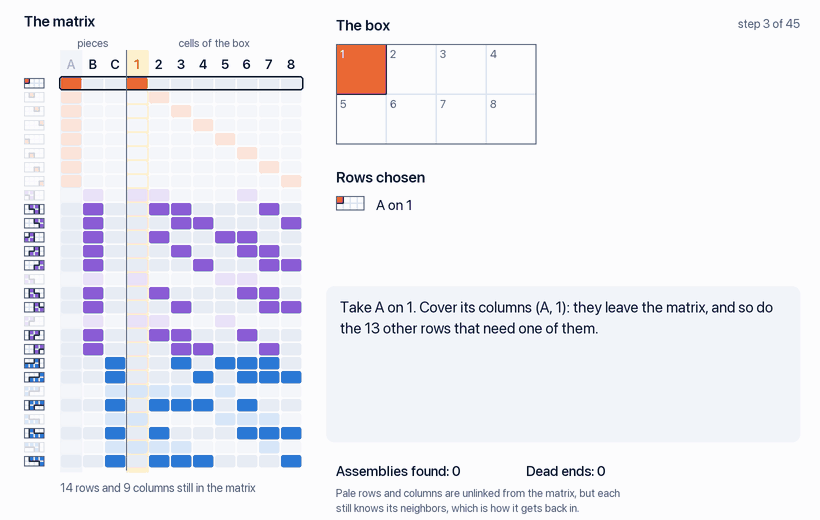 The matrix
pieces
cells of the box
A B C 1 2 3 4 5 6 7 8
14 rows and 9 columns still in the matrix
The box
step 3 of 45
1 2 3 4
5 6 7 8
Rows chosen
A on 1
Take A on 1. Cover its columns (A, 1): they leave the matrix, and so do
the 13 other rows that need one of them.
Assemblies found: 0
Dead ends: 0
Pale rows and columns are unlinked from the matrix, but each
still knows its neighbors, which is how it gets back in.